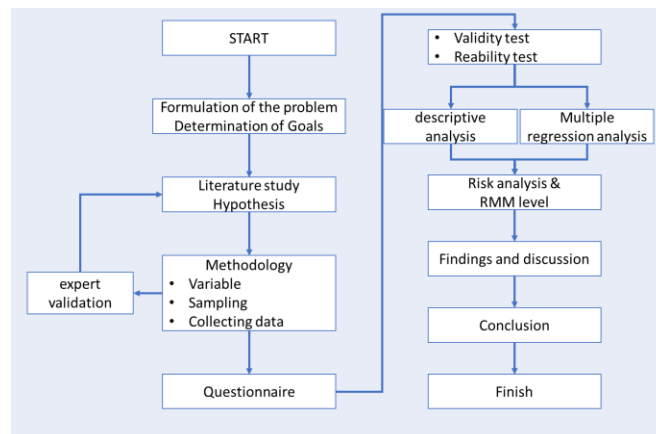 START
Formulation of the problem
Determination of Goals
Literature study
Hypothesis
Methodology
• Variable
• Sampling
• Collecting data
expert
validation
Questionnaire
• Validity test
• Reability test
descriptive
analysis
Multiple
regression analysis
Risk analysis &
RMM level
Findings and discussion
Conclusion
Finish